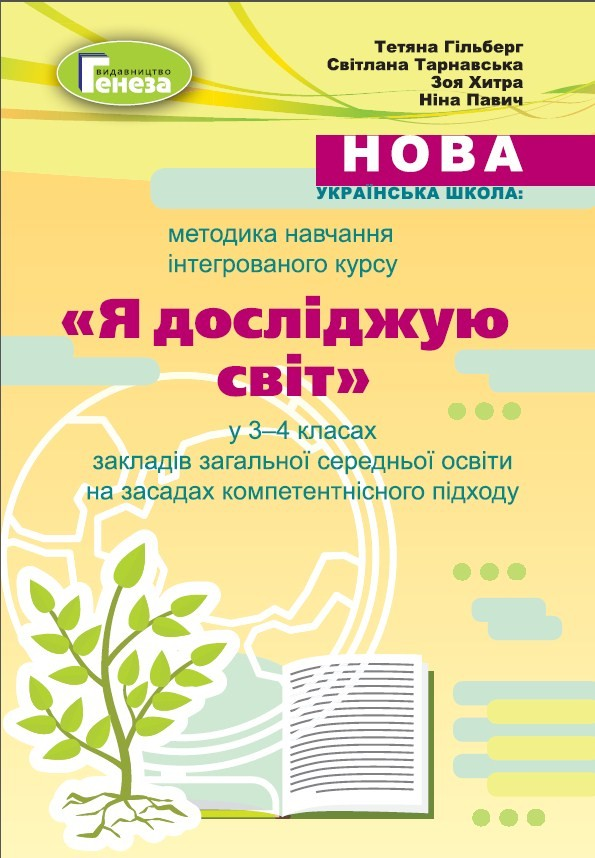 видавництво
Генеза
Тетяна Гільберг
Світлана Тарнавська
Зоя Хитра
Ніна Павич
НОВА
УКРАЇНСЬКА ШКОЛА:
методика навчання
інтегрованого курсу
«Я досліджую
світ»
у 3–4 класах
закладів загальної середньої освіти
на засадах компетентнісного підходу